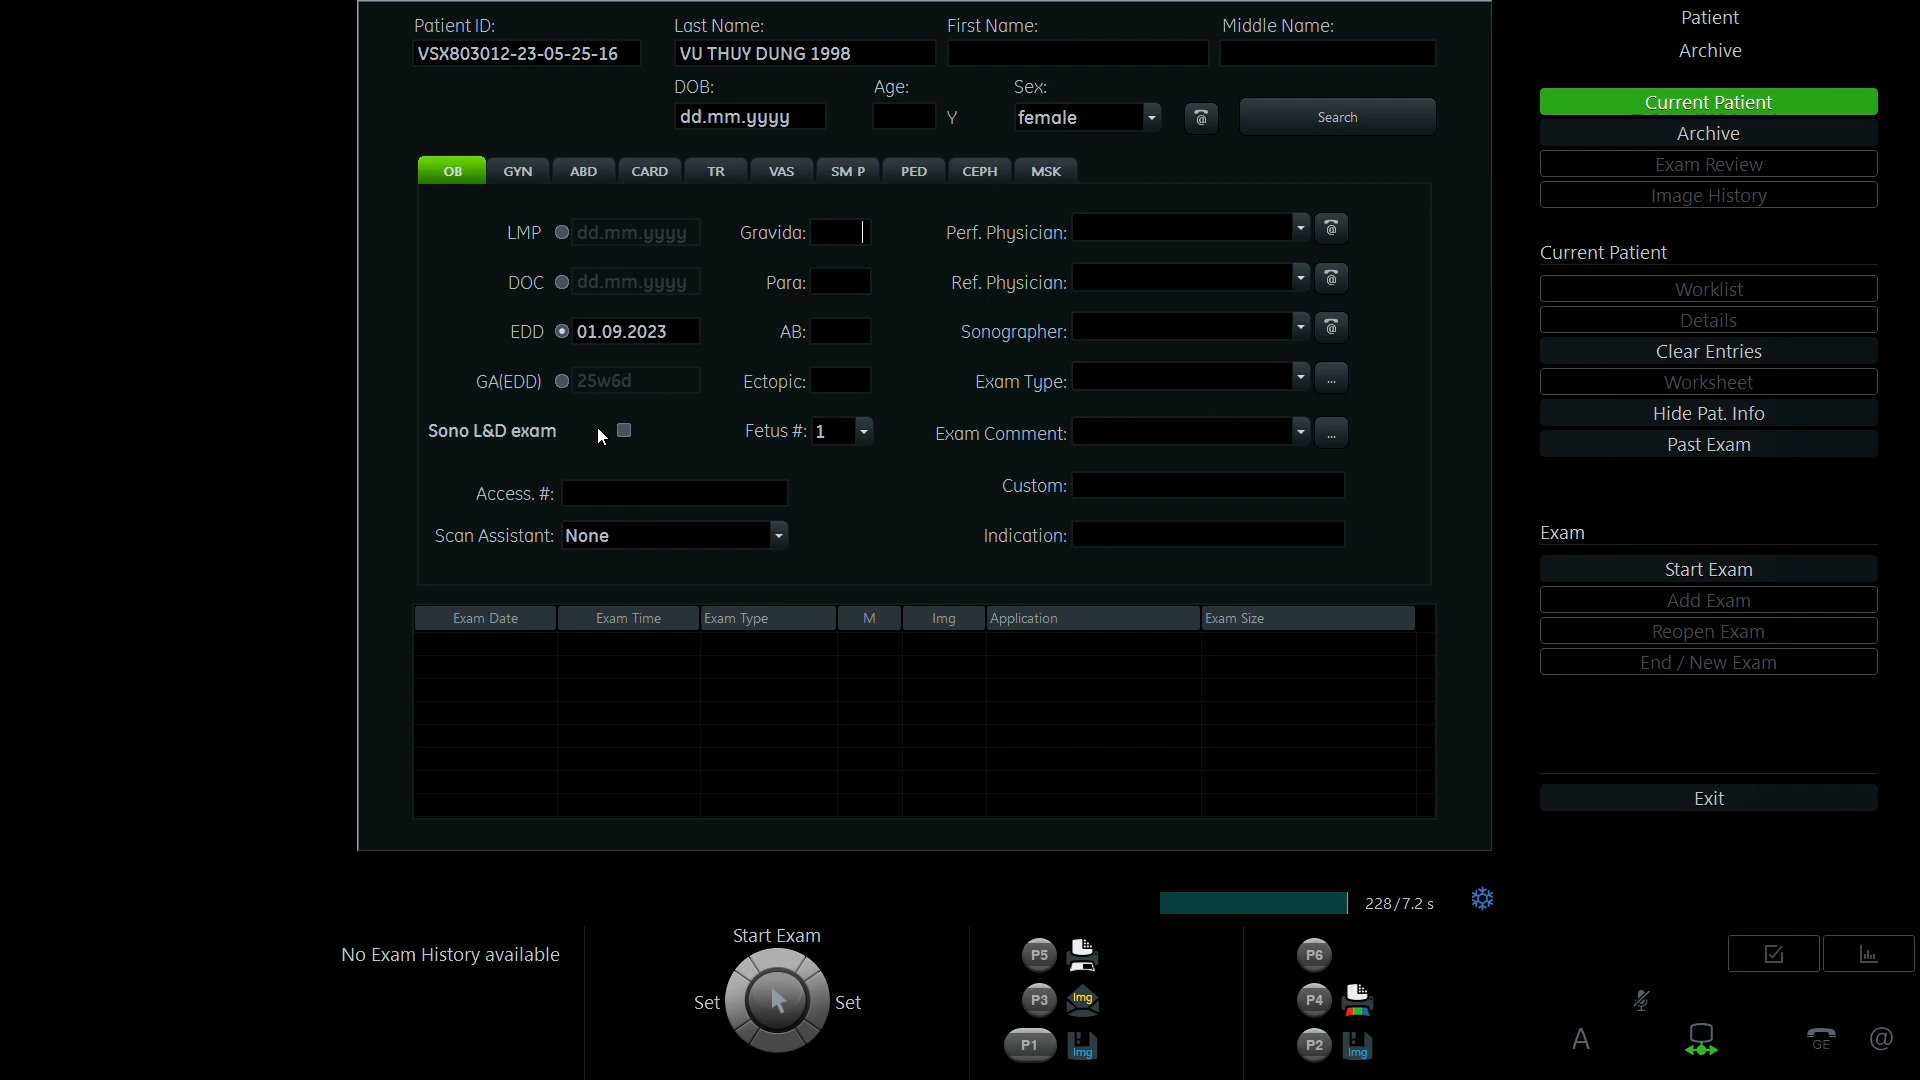 Patient ID:
Last Name:
First Name:
Middle Name:
VSX803012-23-05-25-16
VU THUY DUNG 1998
DOB:
Age:
Sex:
dd.mm.yyyy
Y
female
@
Search
OB
GYN
ABD
CARD
TR
VAS
SM P
PED
CEPH
MSK
LMP
dd.mm.yyyy
Gravida:
Perf. Physician:
@
DOC
dd.mm.yyyy
Para:
Ref. Physician:
@
EDD
01.09.2023
AB:
Sonographer:
@
GA(EDD)
25w6d
Ectopic:
Exam Type:
...
Sono L&D exam
Fetus #:
1
Exam Comment:
...
Access. #:
Custom:
Scan Assistant:
None
Indication:
Exam Date
Exam Time
Exam Type
M
Img
Application
Exam Size
Patient
Archive
Current Patient
Archive
Exam Review
Image History
Current Patient
Worklist
Details
Clear Entries
Worksheet
Hide Pat. Info
Past Exam
Exam
Start Exam
Add Exam
Reopen Exam
End / New Exam
Exit
228/7.2 s
No Exam History available
Start Exam
Set
Set
P5
P3
Img
P1
Img
P6
P4
P2
Img
A
GE
@